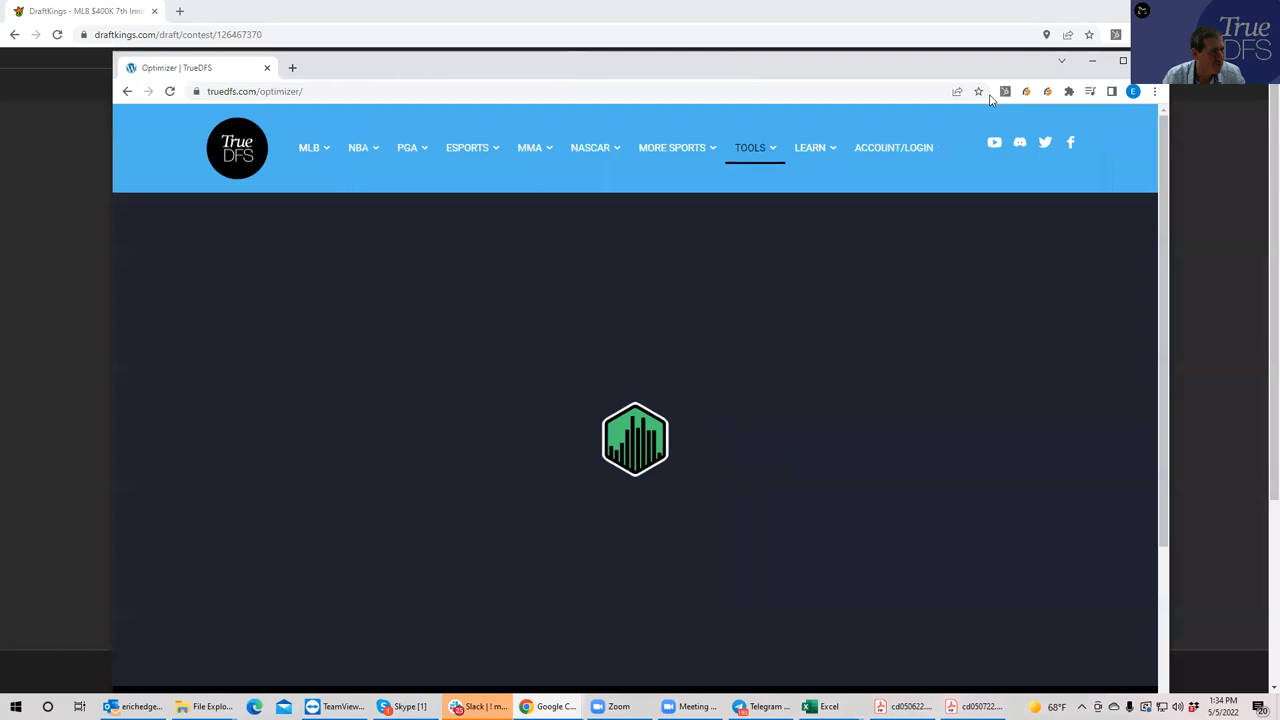 DraftKings - MLB $400K 7th Inni
draftkings.com/draft/contest/126467370
True
DFS
Optimizer | TrueDFS
truedfs.com/optimizer/
E
True
DFS
MLB
NBA
PGA
ESPORTS
MMA
NASCAR
MORE SPORTS
TOOLS
LEARN
ACCOUNT/LOGIN
erichedge...
File Explo...
TeamView...
Skype [1]
Slack | ! m...
Google C...
Zoom
Meeting ...
Telegram ...
Excel
cd050622...
cd050722...
68°F
1:34 PM
5/5/2022
20